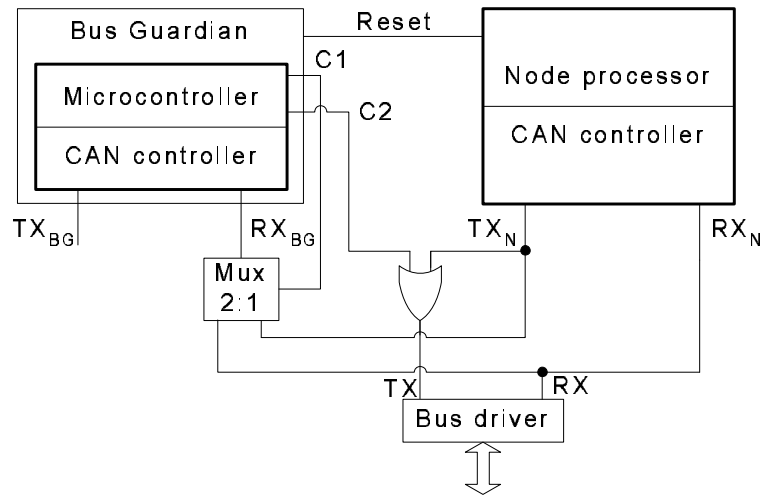 Bus Guardian
Reset
C1
Microcontroller
C2
CAN controller
Node processor
CAN controller
TX_BG
RX_BG
TX_N
RX_N
Mux
2:1
TX
RX
Bus driver